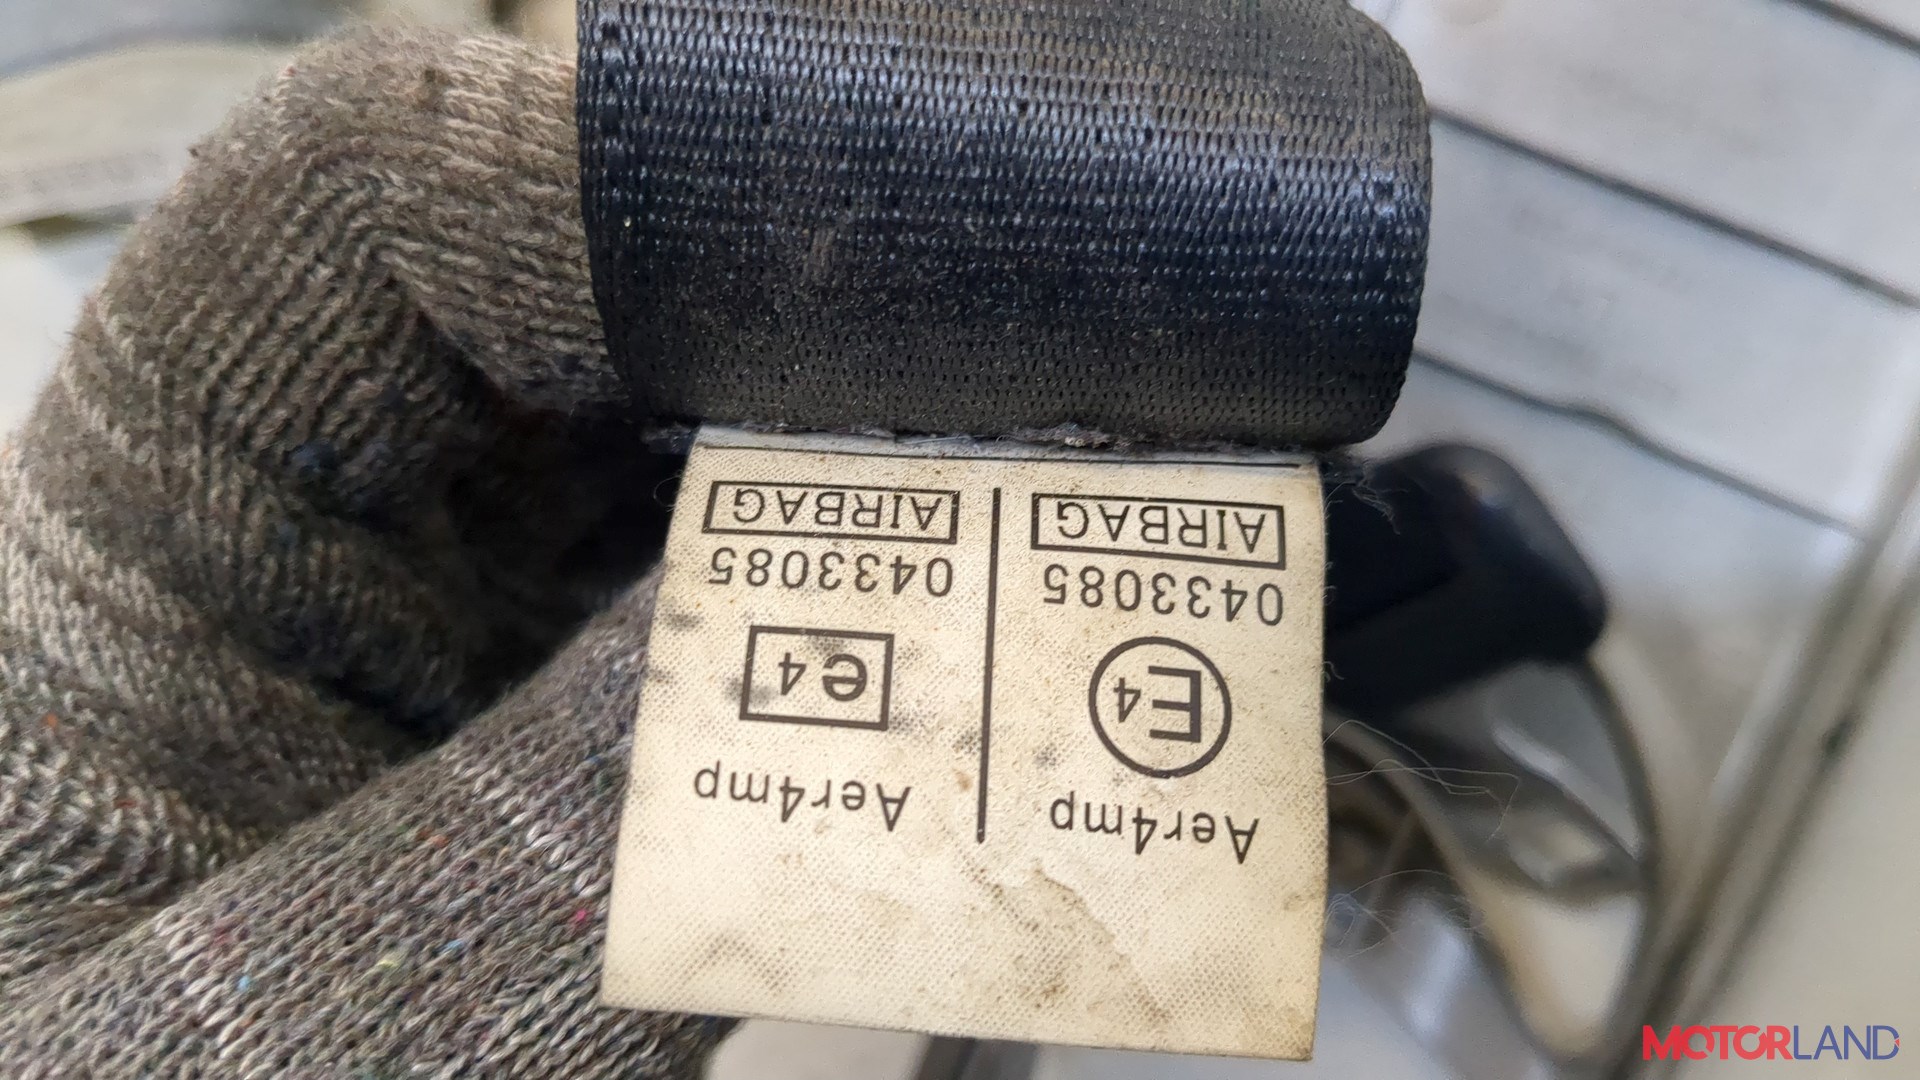 Aer4mp
E4
0433085
AIRBAG
Aer4mp
e4
0433085
AIRBAG
MOTORLAND